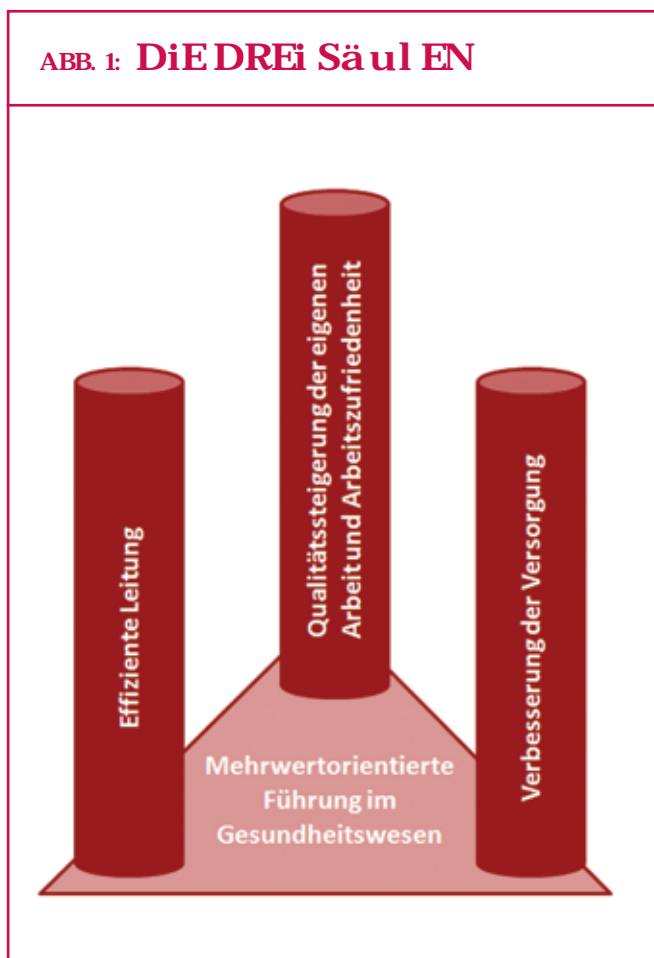 ABB. 1: DiE DREi Säul EN
Effiziente Leitung
Qualitätssteigerung der eigenen
Arbeit und Arbeitszufriedenheit
Verbesserung der Versorgung
Mehrwertorientierte
Führung im
Gesundheitswesen